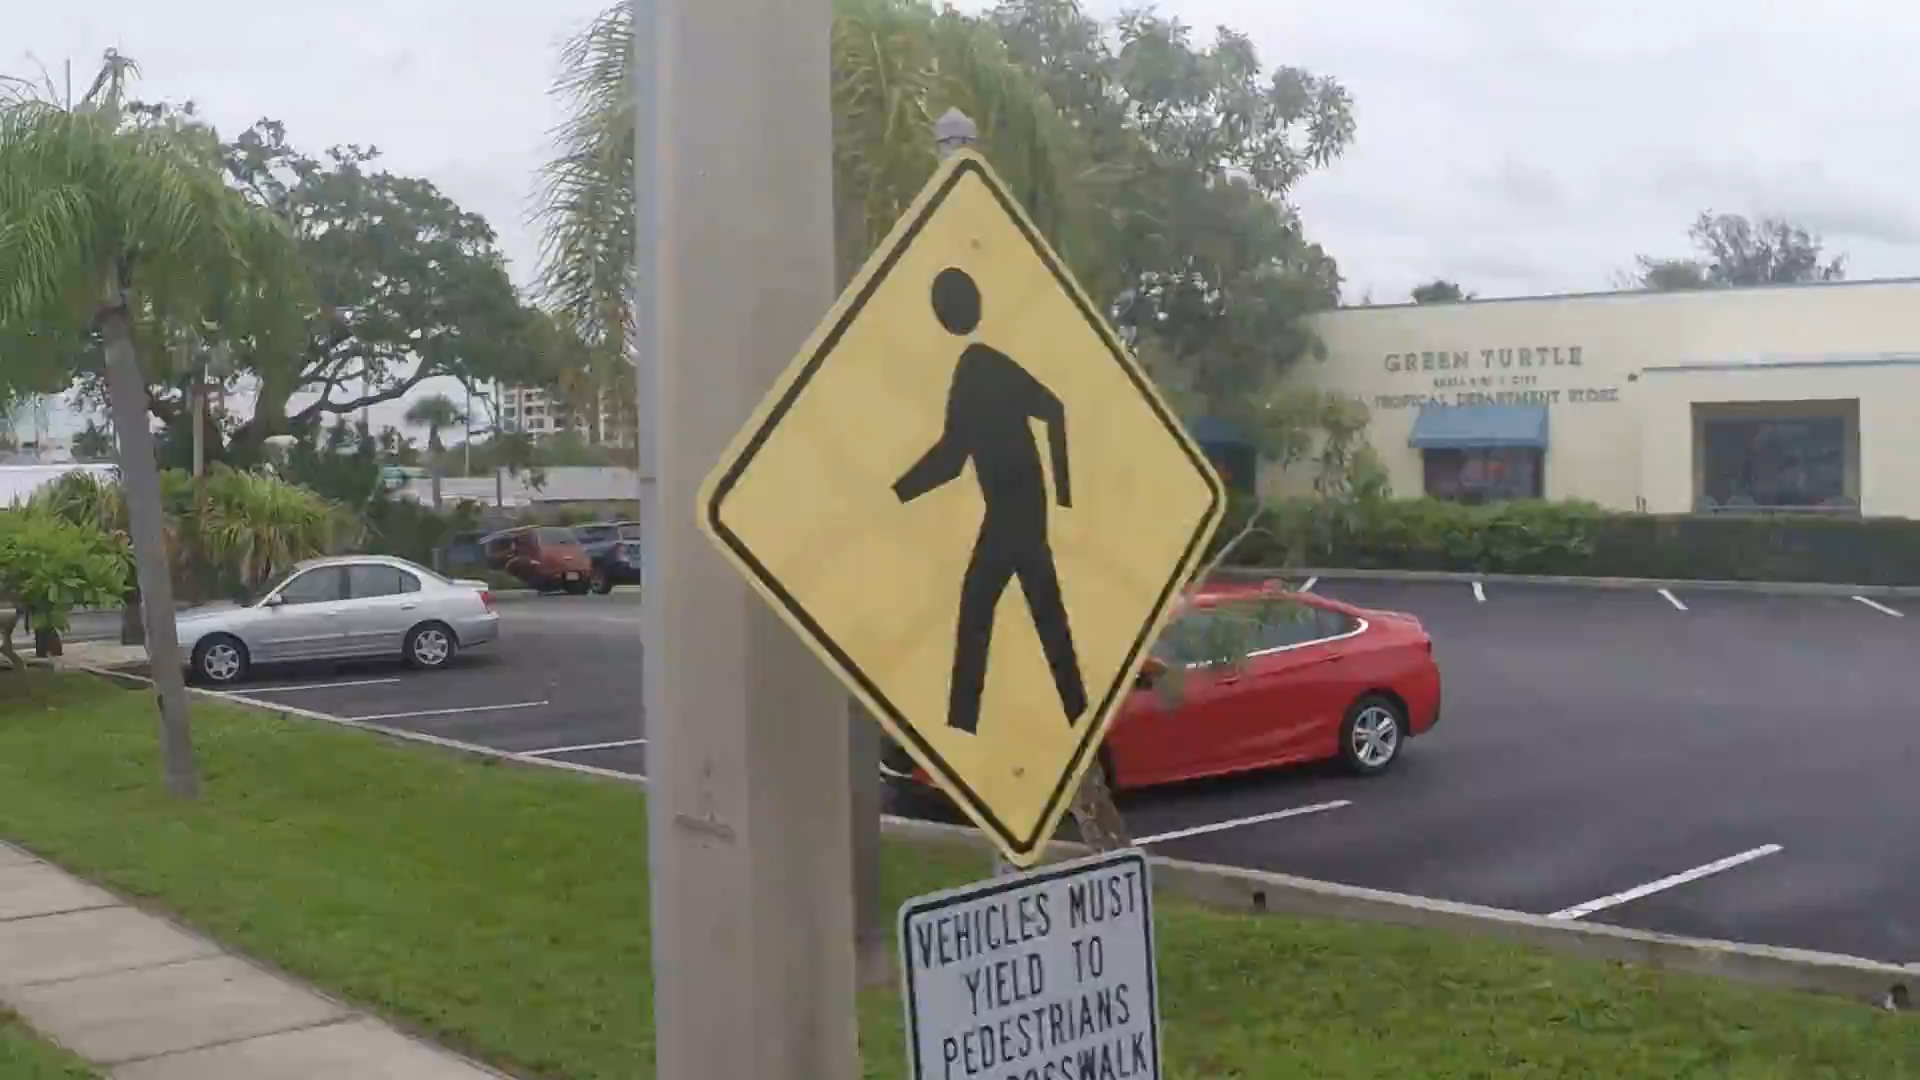 GREEN TURTLE
TROPICAL DEPARTMENT STORE
VEHICLES MUST
YIELD TO
PEDESTRIANS